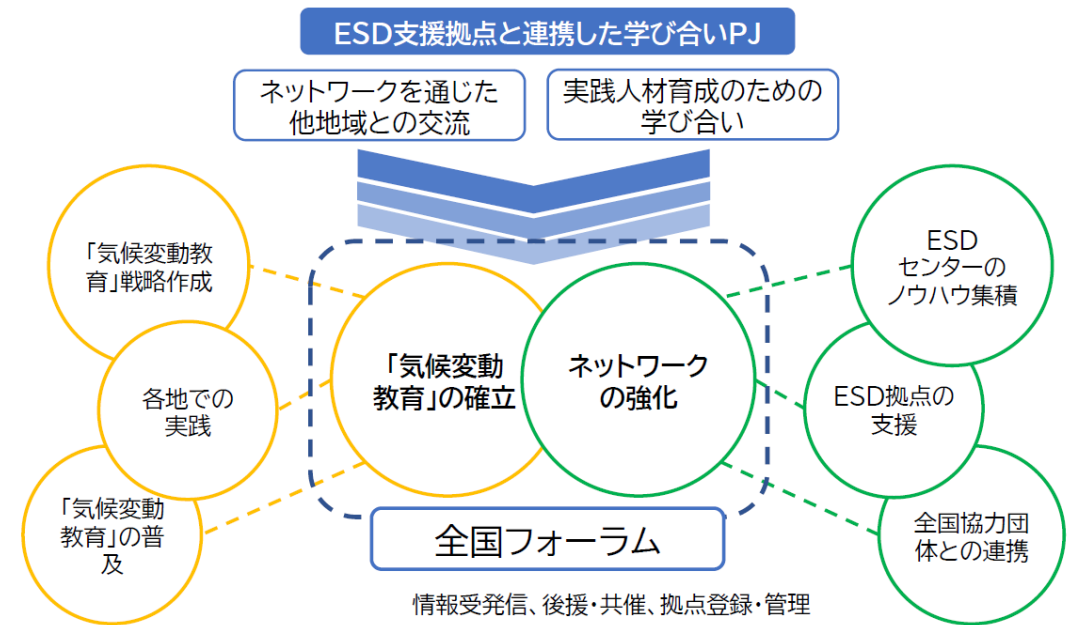 ESD支援拠点と連携した学び合いPJ
ネットワークを通じた
他地域との交流
実践人材育成のための
学び合い
「気候変動教
育」戦略作成
各地での
実践
「気候変動
教育」の普
及
「気候変動
教育」の確立
ネットワーク
の強化
ESD
センターの
ノウハウ集積
ESD拠点の
支援
全国協力団
体との連携
全国フォーラム
情報受発信、後援・共催、拠点登録・管理